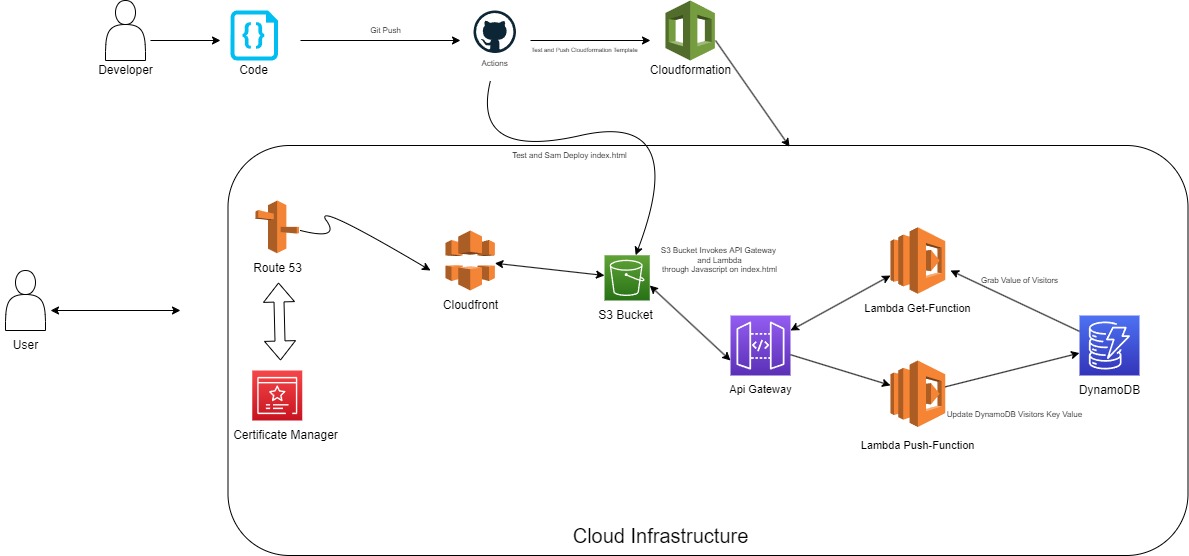 Git Push
Test and Push Cloudformation Template
Developer
Code
Actions
Cloudformation
Test and Sam Deploy index.html
Route 53
Cloudfront
S3 Bucket Invokes API Gateway
and Lambda
through Javascript on index.html
S3 Bucket
Lambda Get-Function
Grab Value of Visitors
User
Api Gateway
DynamoDB
Update DynamoDB Visitors Key Value
Certificate Manager
Lambda Push-Function
Cloud Infrastructure